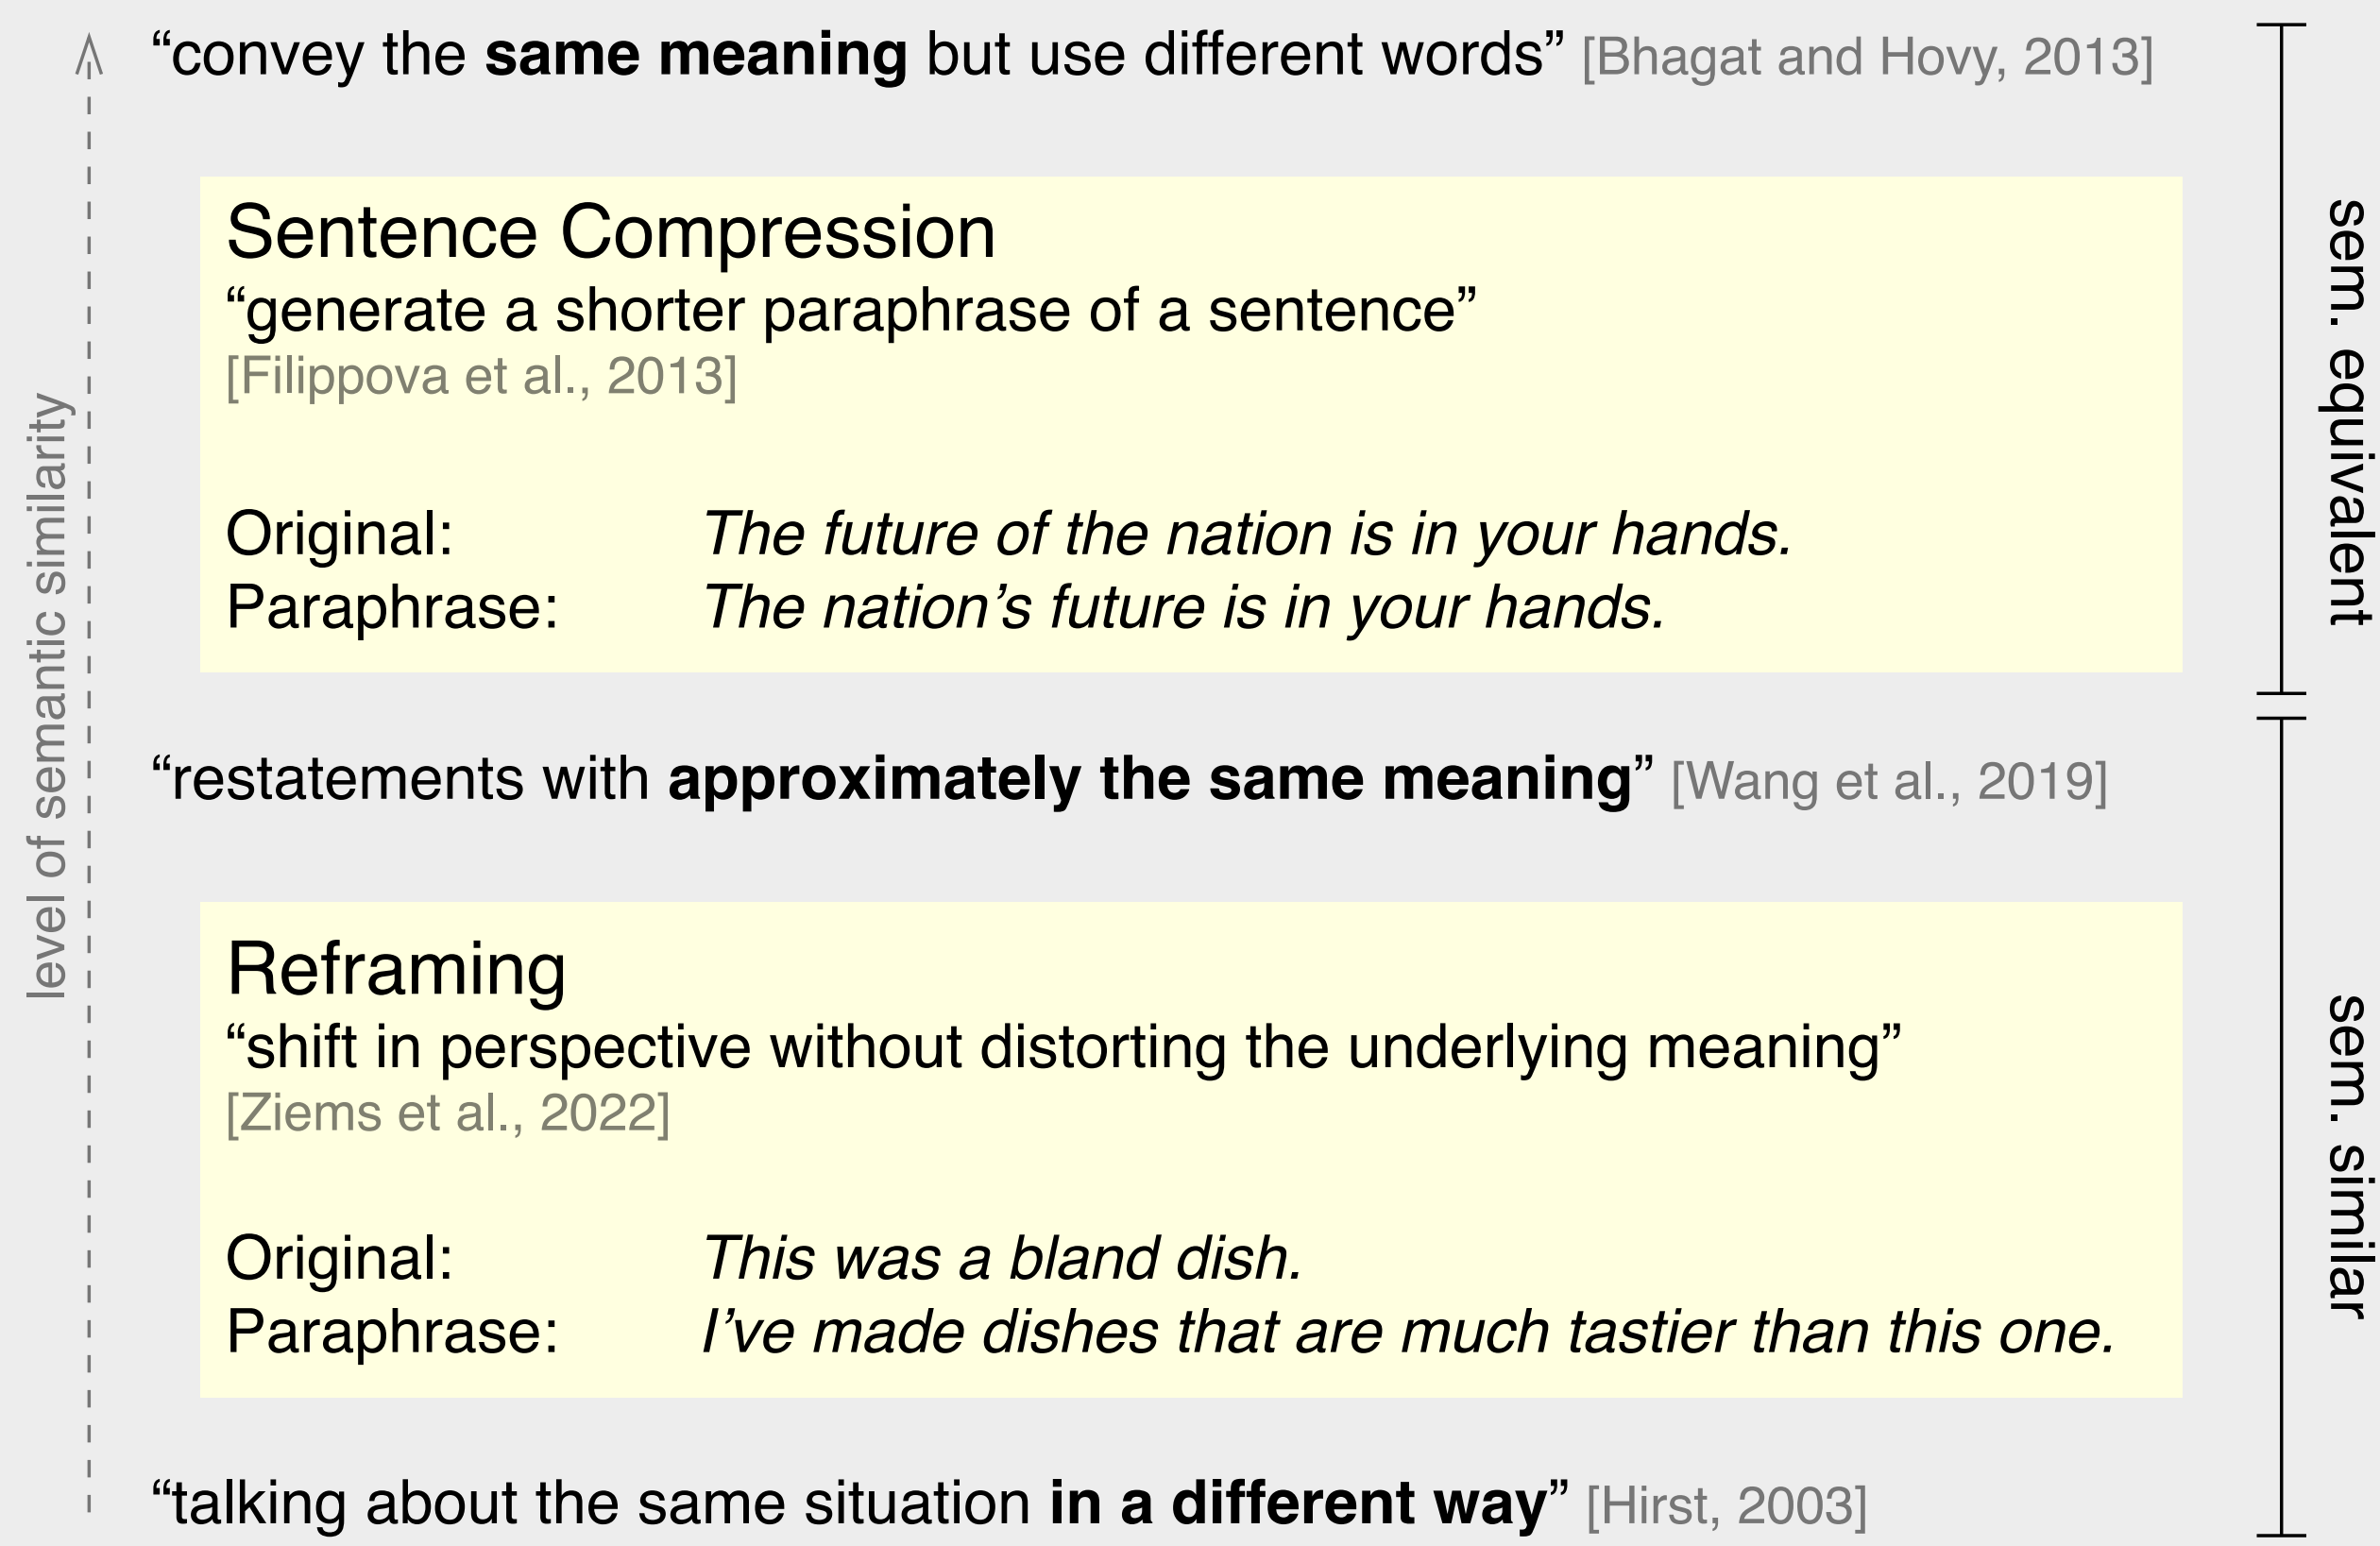 “convey the same meaning but use different words” [Bhagat and Hovy, 2013]
Sentence Compression
“generate a shorter paraphrase of a sentence”
[Filippova et al., 2013]
Original: The future of the nation is in your hands.
Paraphrase: The nation’s future is in your hands.
sem. equivalent
level of semantic similarity
“restatements with approximately the same meaning” [Wang et al., 2019]
Reframing
“shift in perspective without distorting the underlying meaning”
[Ziems et al., 2022]
Original: This was a bland dish.
Paraphrase: I’ve made dishes that are much tastier than this one.
sem. similar
“talking about the same situation in a different way” [Hirst, 2003]